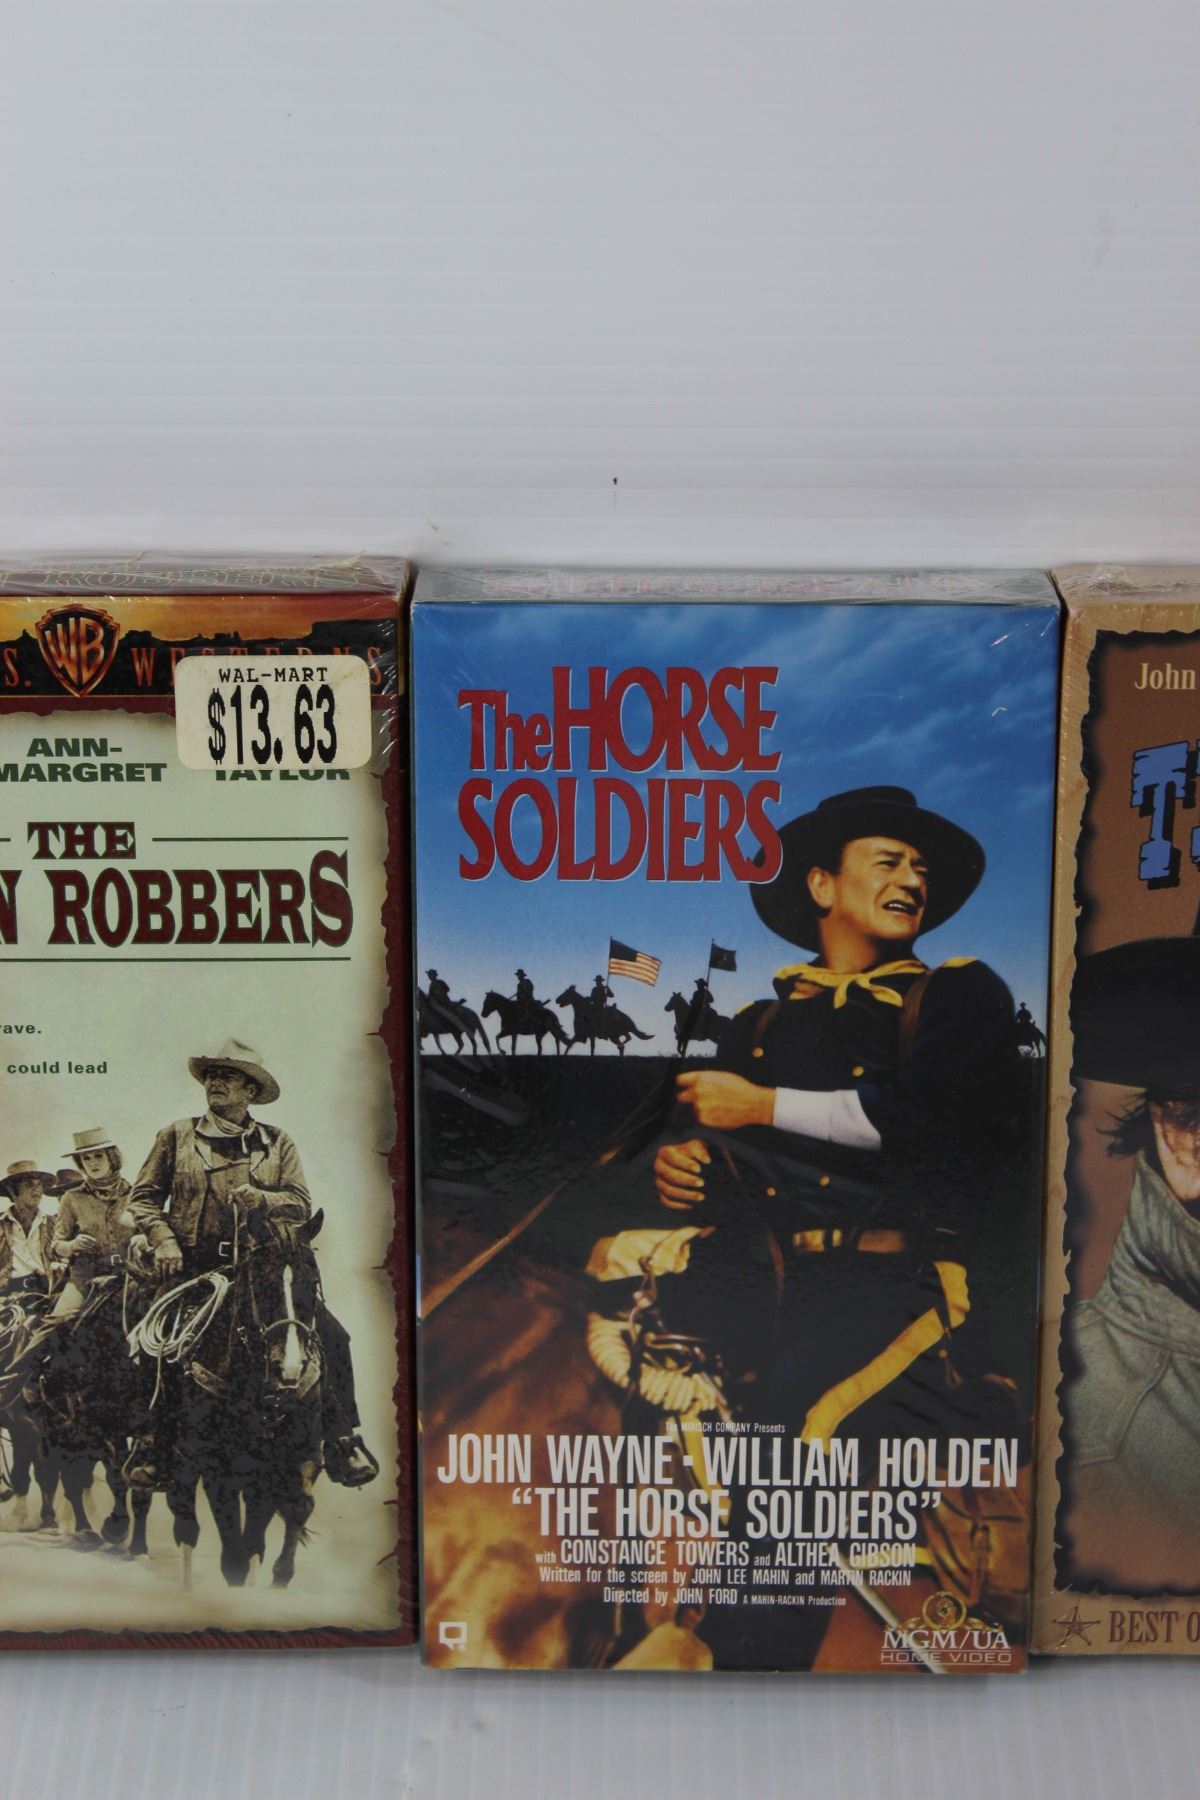 ROBBERS
WB
S. WESTERNS
WAL-MART
$13.63
ANN-
MARGRET TAYLOR
THE
N ROBBERS
rave.
could lead
The HORSE
SOLDIERS
The MIRISCH COMPANY Presents
JOHN WAYNE · WILLIAM HOLDEN
"THE HORSE SOLDIERS"
with CONSTANCE TOWERS and ALTHEA GIBSON
Written for the screen by JOHN LEE MAHIN and MARTIN RACKIN
Directed by JOHN FORD A MAHIN-RACKIN Production
MGM/UA
HOME VIDEO
John
BEST O